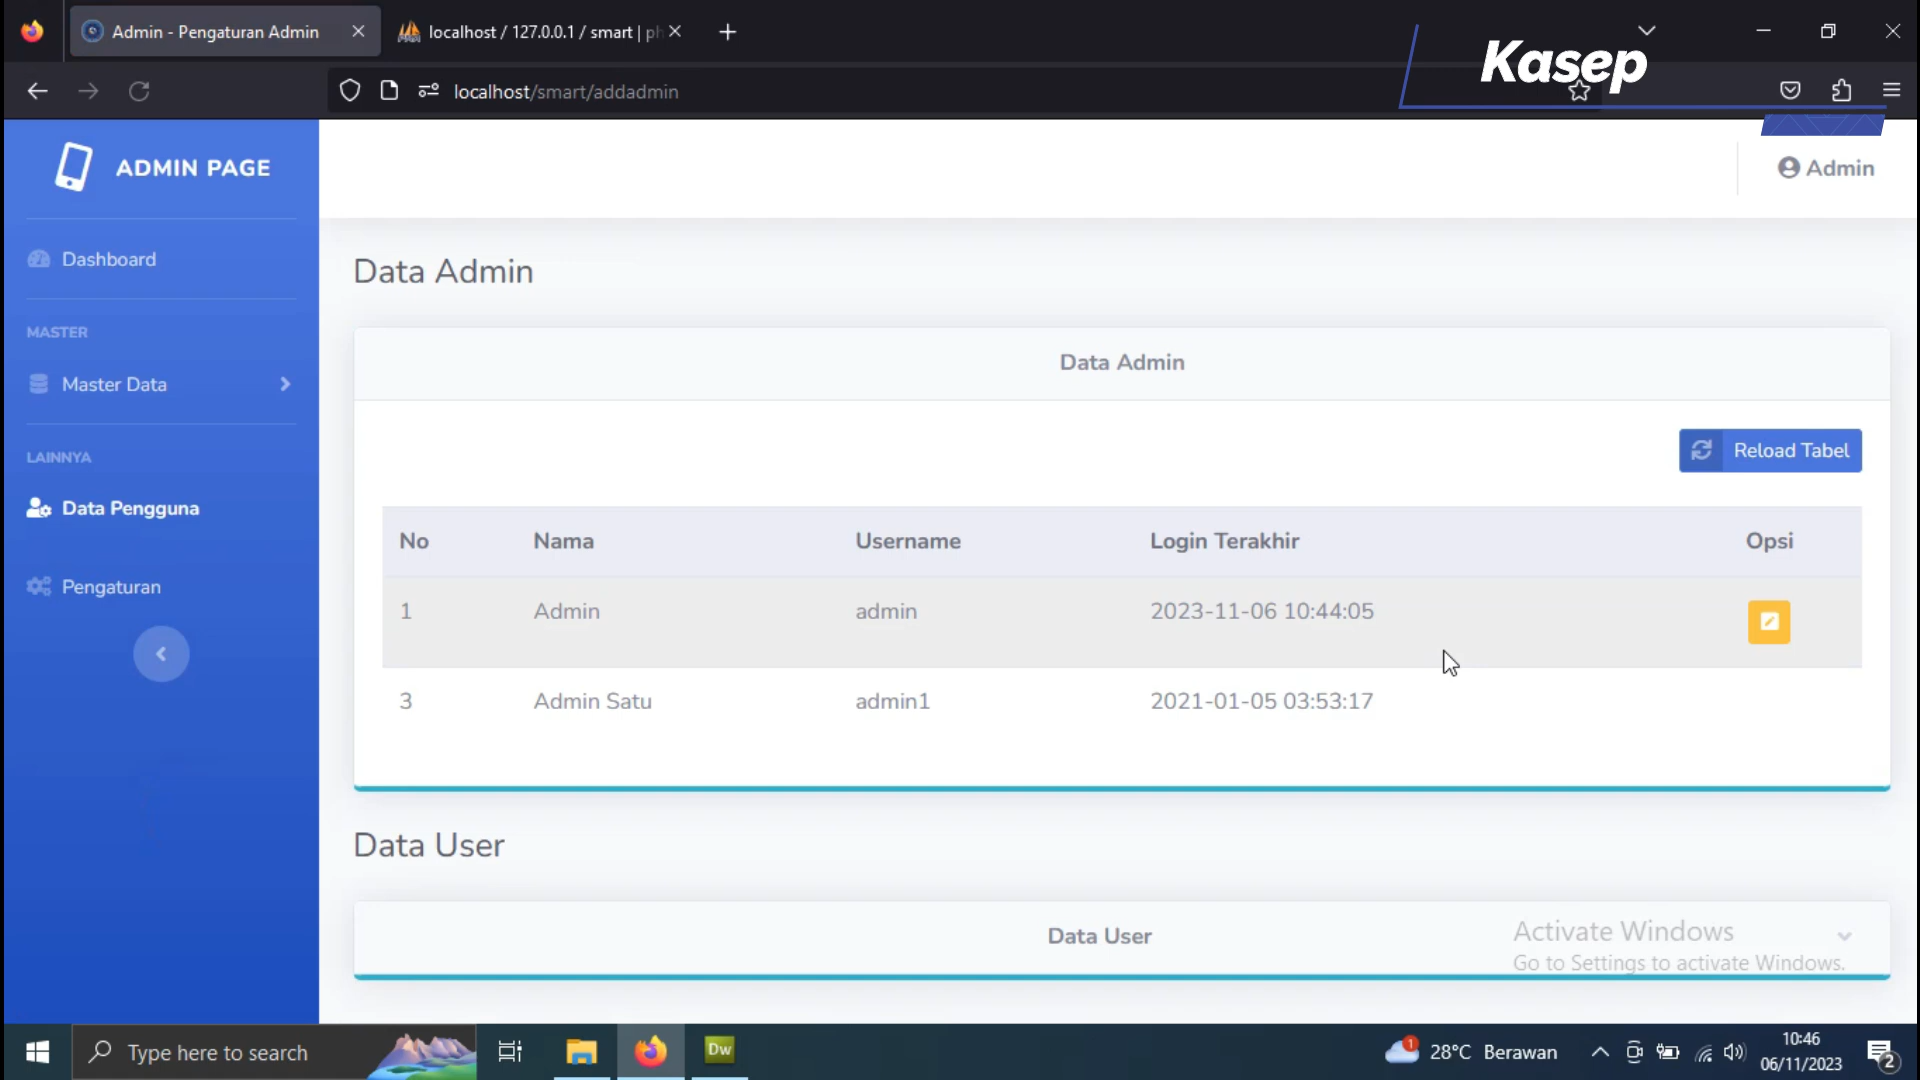 Admin - Pengaturan Admin
localhost / 127.0.0.1 / smart | ph
Kasep
localhost/smart/addadmin
ADMIN PAGE
Admin
Dashboard
MASTER
Master Data
LAINNYA
Data Pengguna
Pengaturan
Data Admin
Data Admin
Reload Tabel
No Nama Username Login Terakhir Opsi
1 Admin admin 2023-11-06 10:44:05
3 Admin Satu admin1 2021-01-05 03:53:17
Data User
Data User
Activate Windows
Go to Settings to activate Windows.
Type here to search
Dw
1
28°C Berawan
10:46
06/11/2023
2